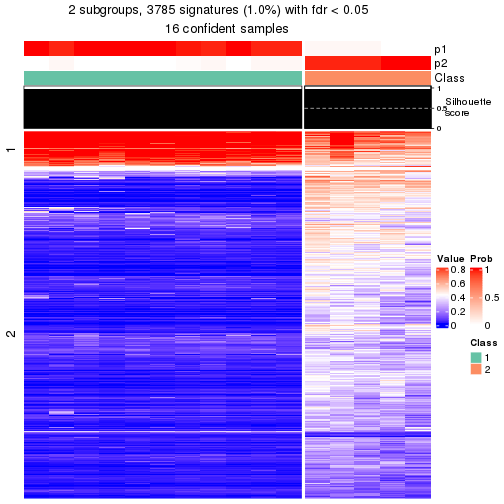 2 subgroups, 3785 signatures (1.0%) with fdr < 0.05
16 confident samples
p1
p2
Class
1
0.5
0
Silhouette
score
1
2
Value
0.8
0.6
0.4
0.2
0
Prob
1
0.5
0
Class
1
2